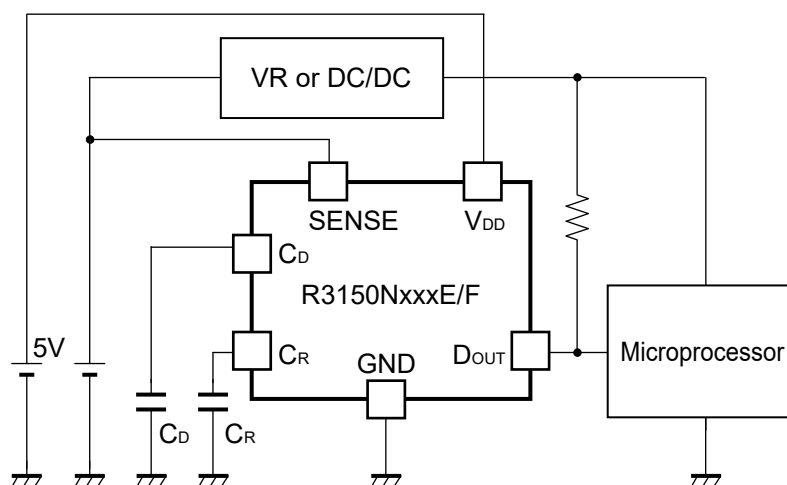 VR or DC/DC
SENSE
VDD
CD
R3150NxxxE/F
5V
CR
GND
DOUT
Microprocessor
CD
CR